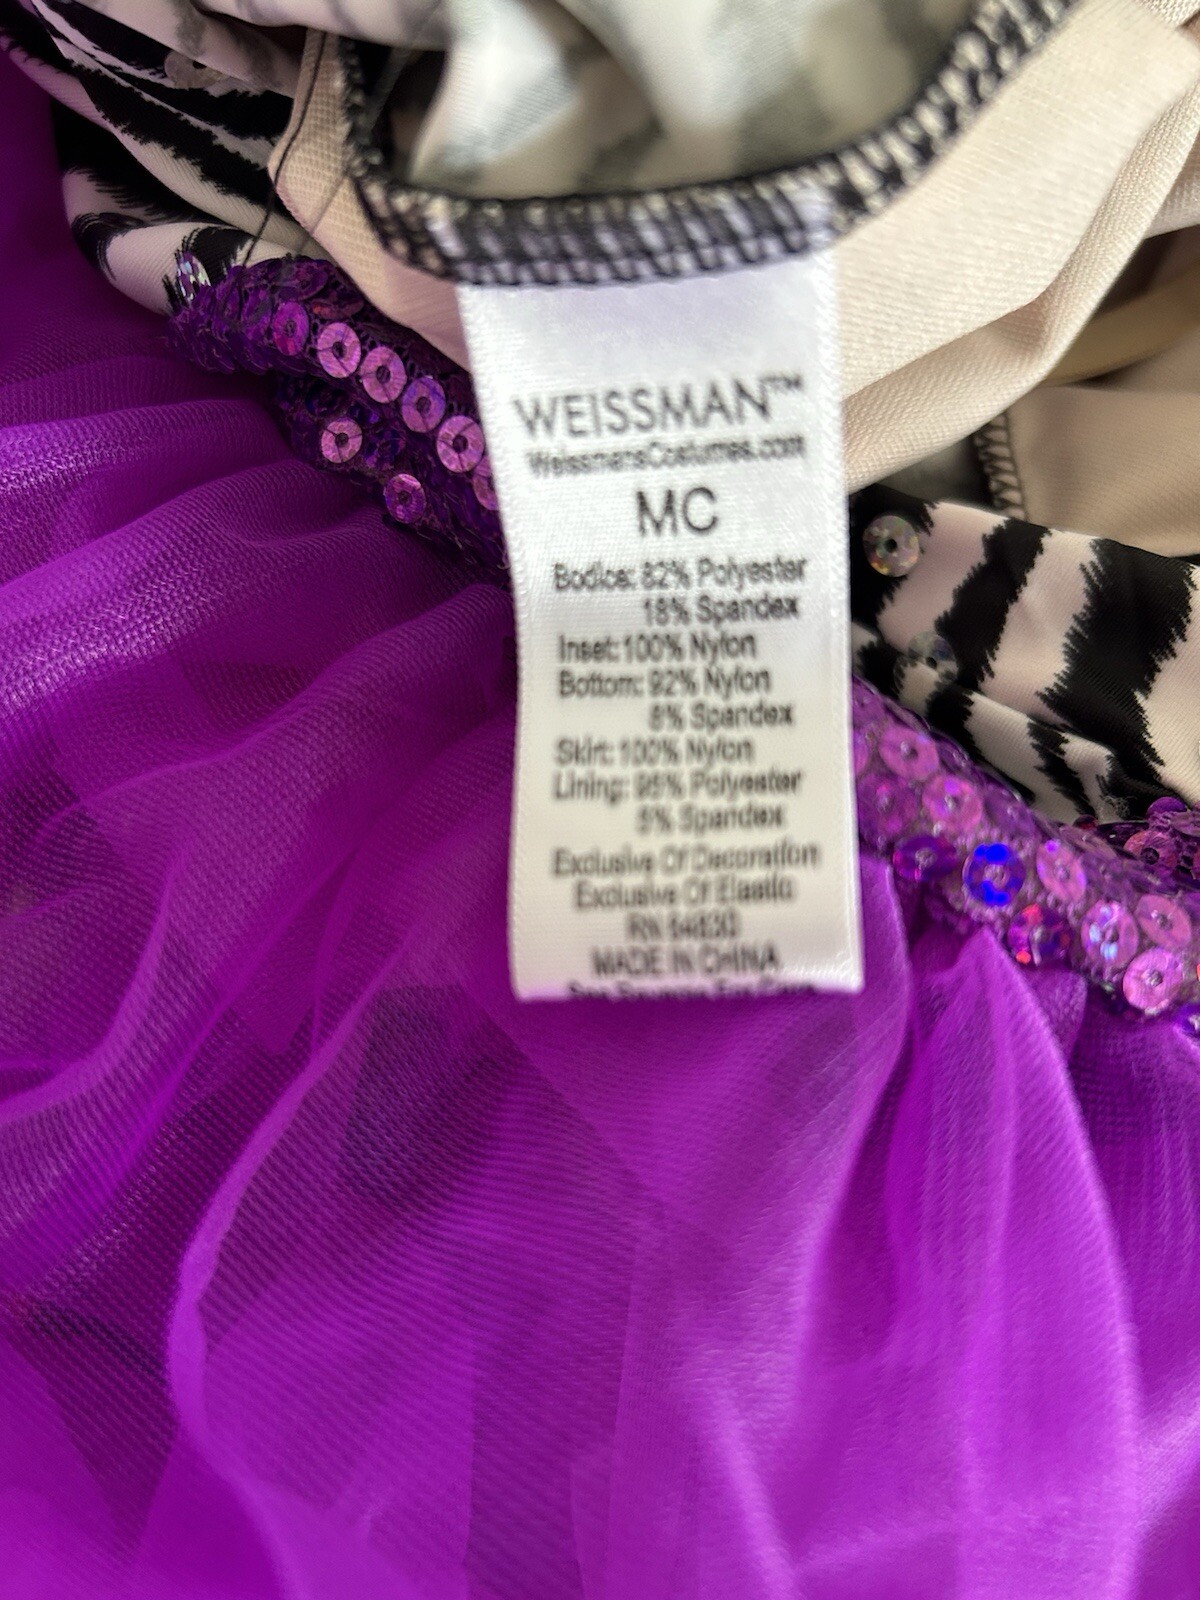 WEISSMAN™
WeissmansCostumes.com
MC
Bodice: 82% Polyester
18% Spandex
Inset: 100% Nylon
Bottom: 92% Nylon
8% Spandex
Skirt: 100% Nylon
Lining: 95% Polyester
5% Spandex
Exclusive Of Decoration
Exclusive Of Elastic
RN 64830
MADE IN CHINA